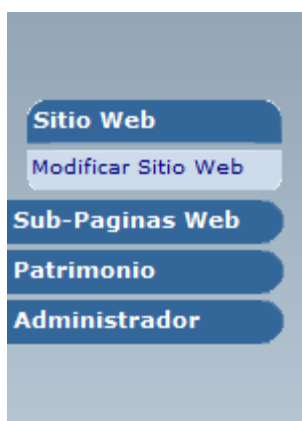 Sitio Web
Modificar Sitio Web
Sub-Paginas Web
Patrimonio
Administrador